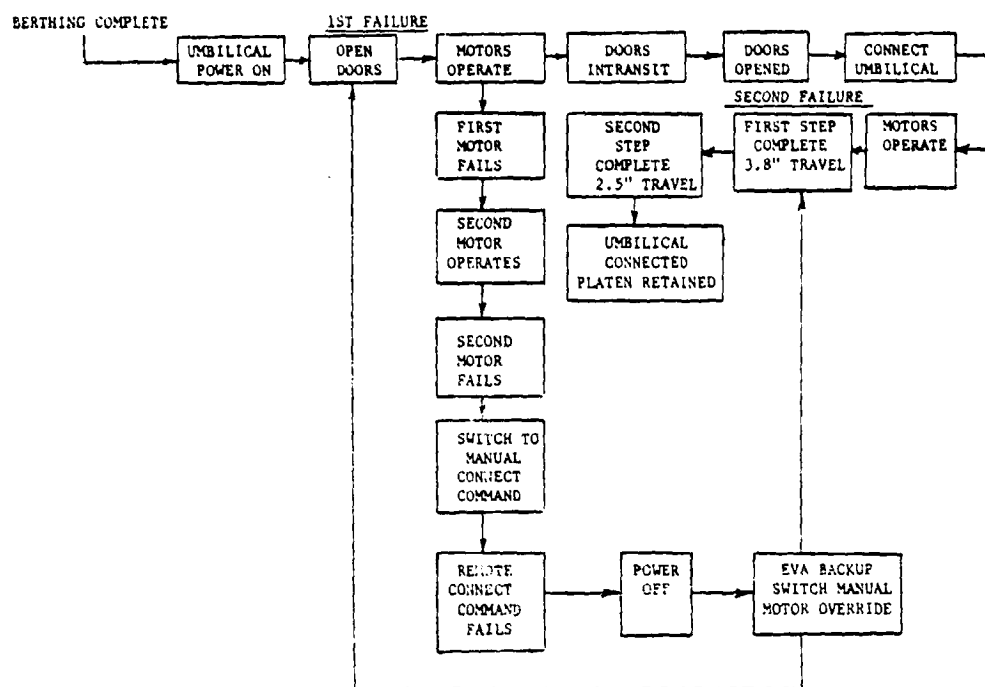 BERTHING COMPLETE
1ST FAILURE
UMBILICAL
POWER ON
OPEN
DOORS
MOTORS
OPERATE
DOORS
INTRANSIT
DOORS
OPENED
CONNECT
UMBILICAL
SECOND FAILURE
FIRST
MOTOR
FAILS
SECOND
STEP
COMPLETE
2.5" TRAVEL
FIRST STEP
COMPLETE
3.8" TRAVEL
MOTORS
OPERATE
SECOND
MOTOR
OPERATES
UMBILICAL
CONNECTED
PLATEN RETAINED
SECOND
MOTOR
FAILS
SWITCH TO
MANUAL
CONNECT
COMMAND
REMOTE
CONNECT
COMMAND
FAILS
POWER
OFF
EVA BACKUP
SWITCH MANUAL
MOTOR OVERRIDE